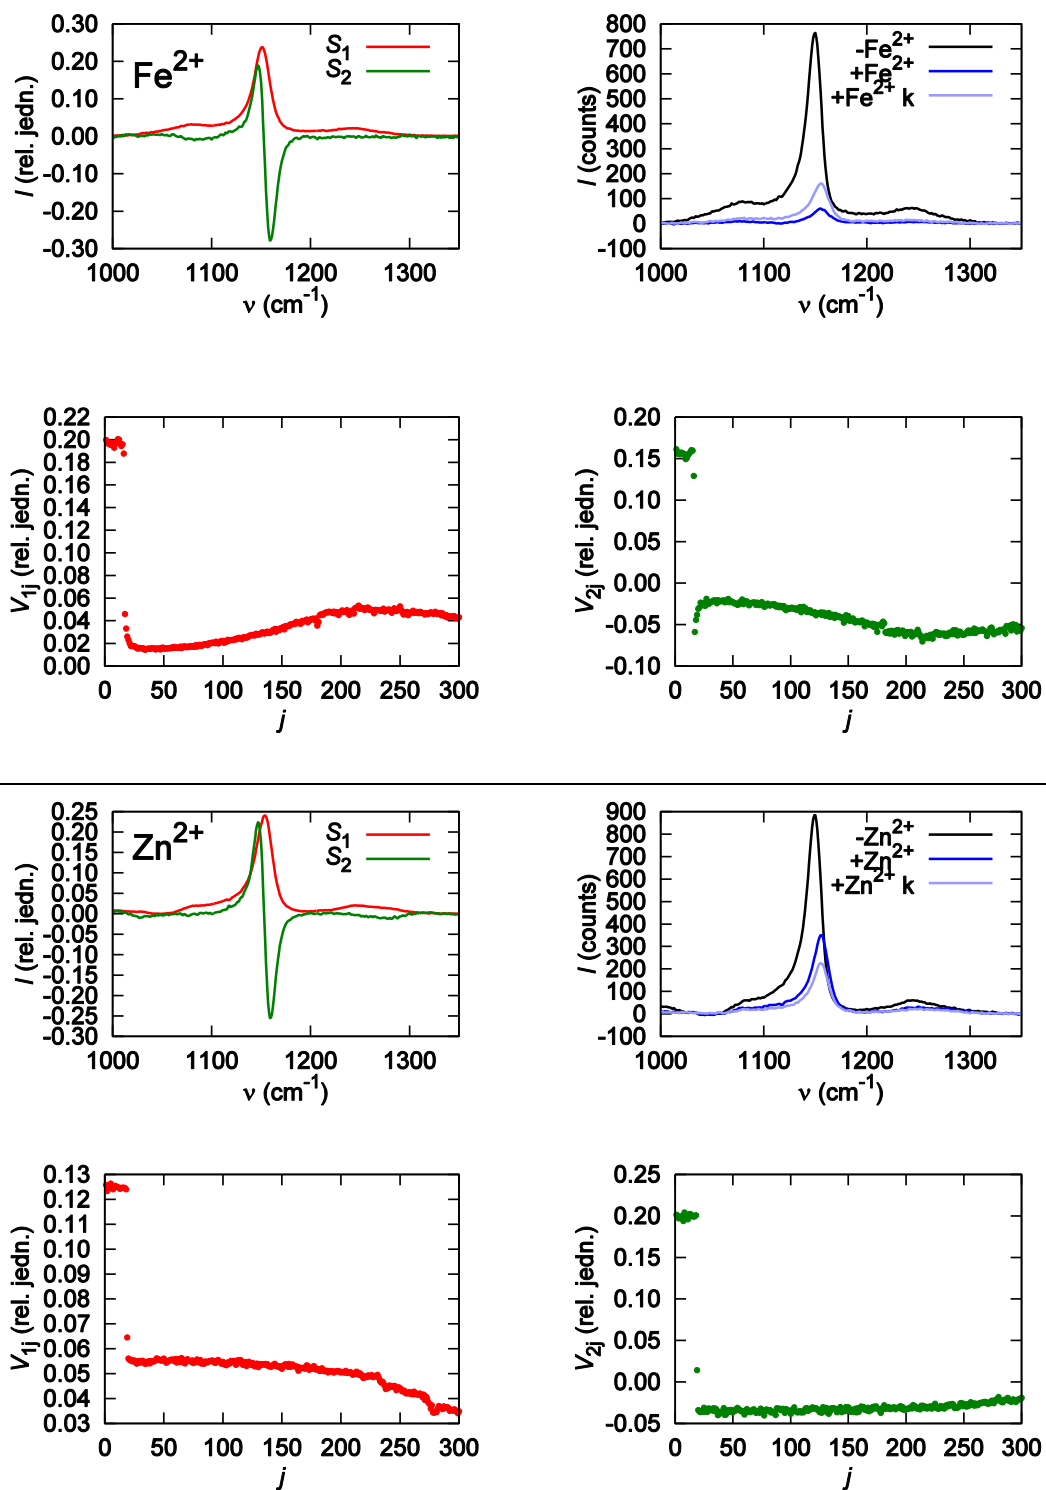 Fe2+
S1
S2
0.30
0.20
0.10
0.00
-0.10
-0.20
-0.30
I (rel. jedn.)
1000 1100 1200 1300
ν (cm-1)
-Fe2+
+Fe2+
+Fe2+ k
800
700
600
500
400
300
200
100
0
-100
I (counts)
1000 1100 1200 1300
ν (cm-1)
0.22
0.20
0.18
0.16
0.14
0.12
0.10
0.08
0.06
0.04
0.02
0.00
V1j (rel. jedn.)
0 50 100 150 200 250 300
j
0.20
0.15
0.10
0.05
0.00
-0.05
-0.10
V2j (rel. jedn.)
0 50 100 150 200 250 300
j
Zn2+
S1
S2
0.25
0.20
0.15
0.10
0.05
0.00
-0.05
-0.10
-0.15
-0.20
-0.25
-0.30
I (rel. jedn.)
1000 1100 1200 1300
ν (cm-1)
-Zn2+
+Zn2+
+Zn2+ k
900
800
700
600
500
400
300
200
100
0
-100
I (counts)
1000 1100 1200 1300
ν (cm-1)
0.13
0.12
0.11
0.10
0.09
0.08
0.07
0.06
0.05
0.04
0.03
V1j (rel. jedn.)
0 50 100 150 200 250 300
j
0.25
0.20
0.15
0.10
0.05
0.00
-0.05
V2j (rel. jedn.)
0 50 100 150 200 250 300
j